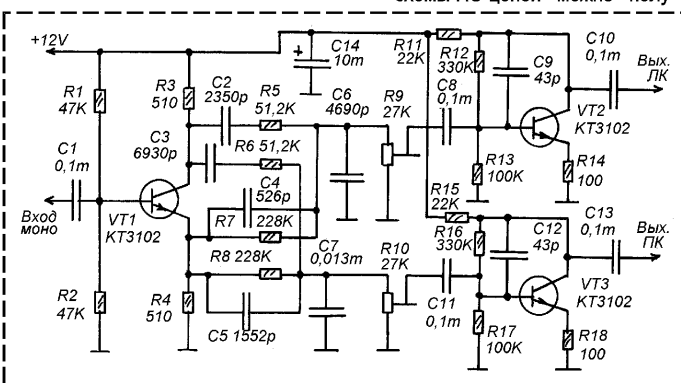 +12V
R1
47K
R3
510
C2
2350p
R5
51,2K
C14
10m
+
C6
4690p
R11
22K
R12
330K
C9
43p
C10
0,1m
Вых.
ЛК
C8
0,1m
R9
27K
VT2
КТ3102
C1
0,1m
C3
6930p
R6 51,2K
C4
526p
R7
228K
Вход
моно
VT1
КТ3102
R13
100K
R14
100
R15
22K
R16
330K
C12
43p
C13
0,1m
Вых.
ПК
R8 228K
C7
0,013m
R10
27K
R2
47K
R4
510
C5 1552p
C11
0,1m
VT3
КТ3102
R17
100K
R18
100